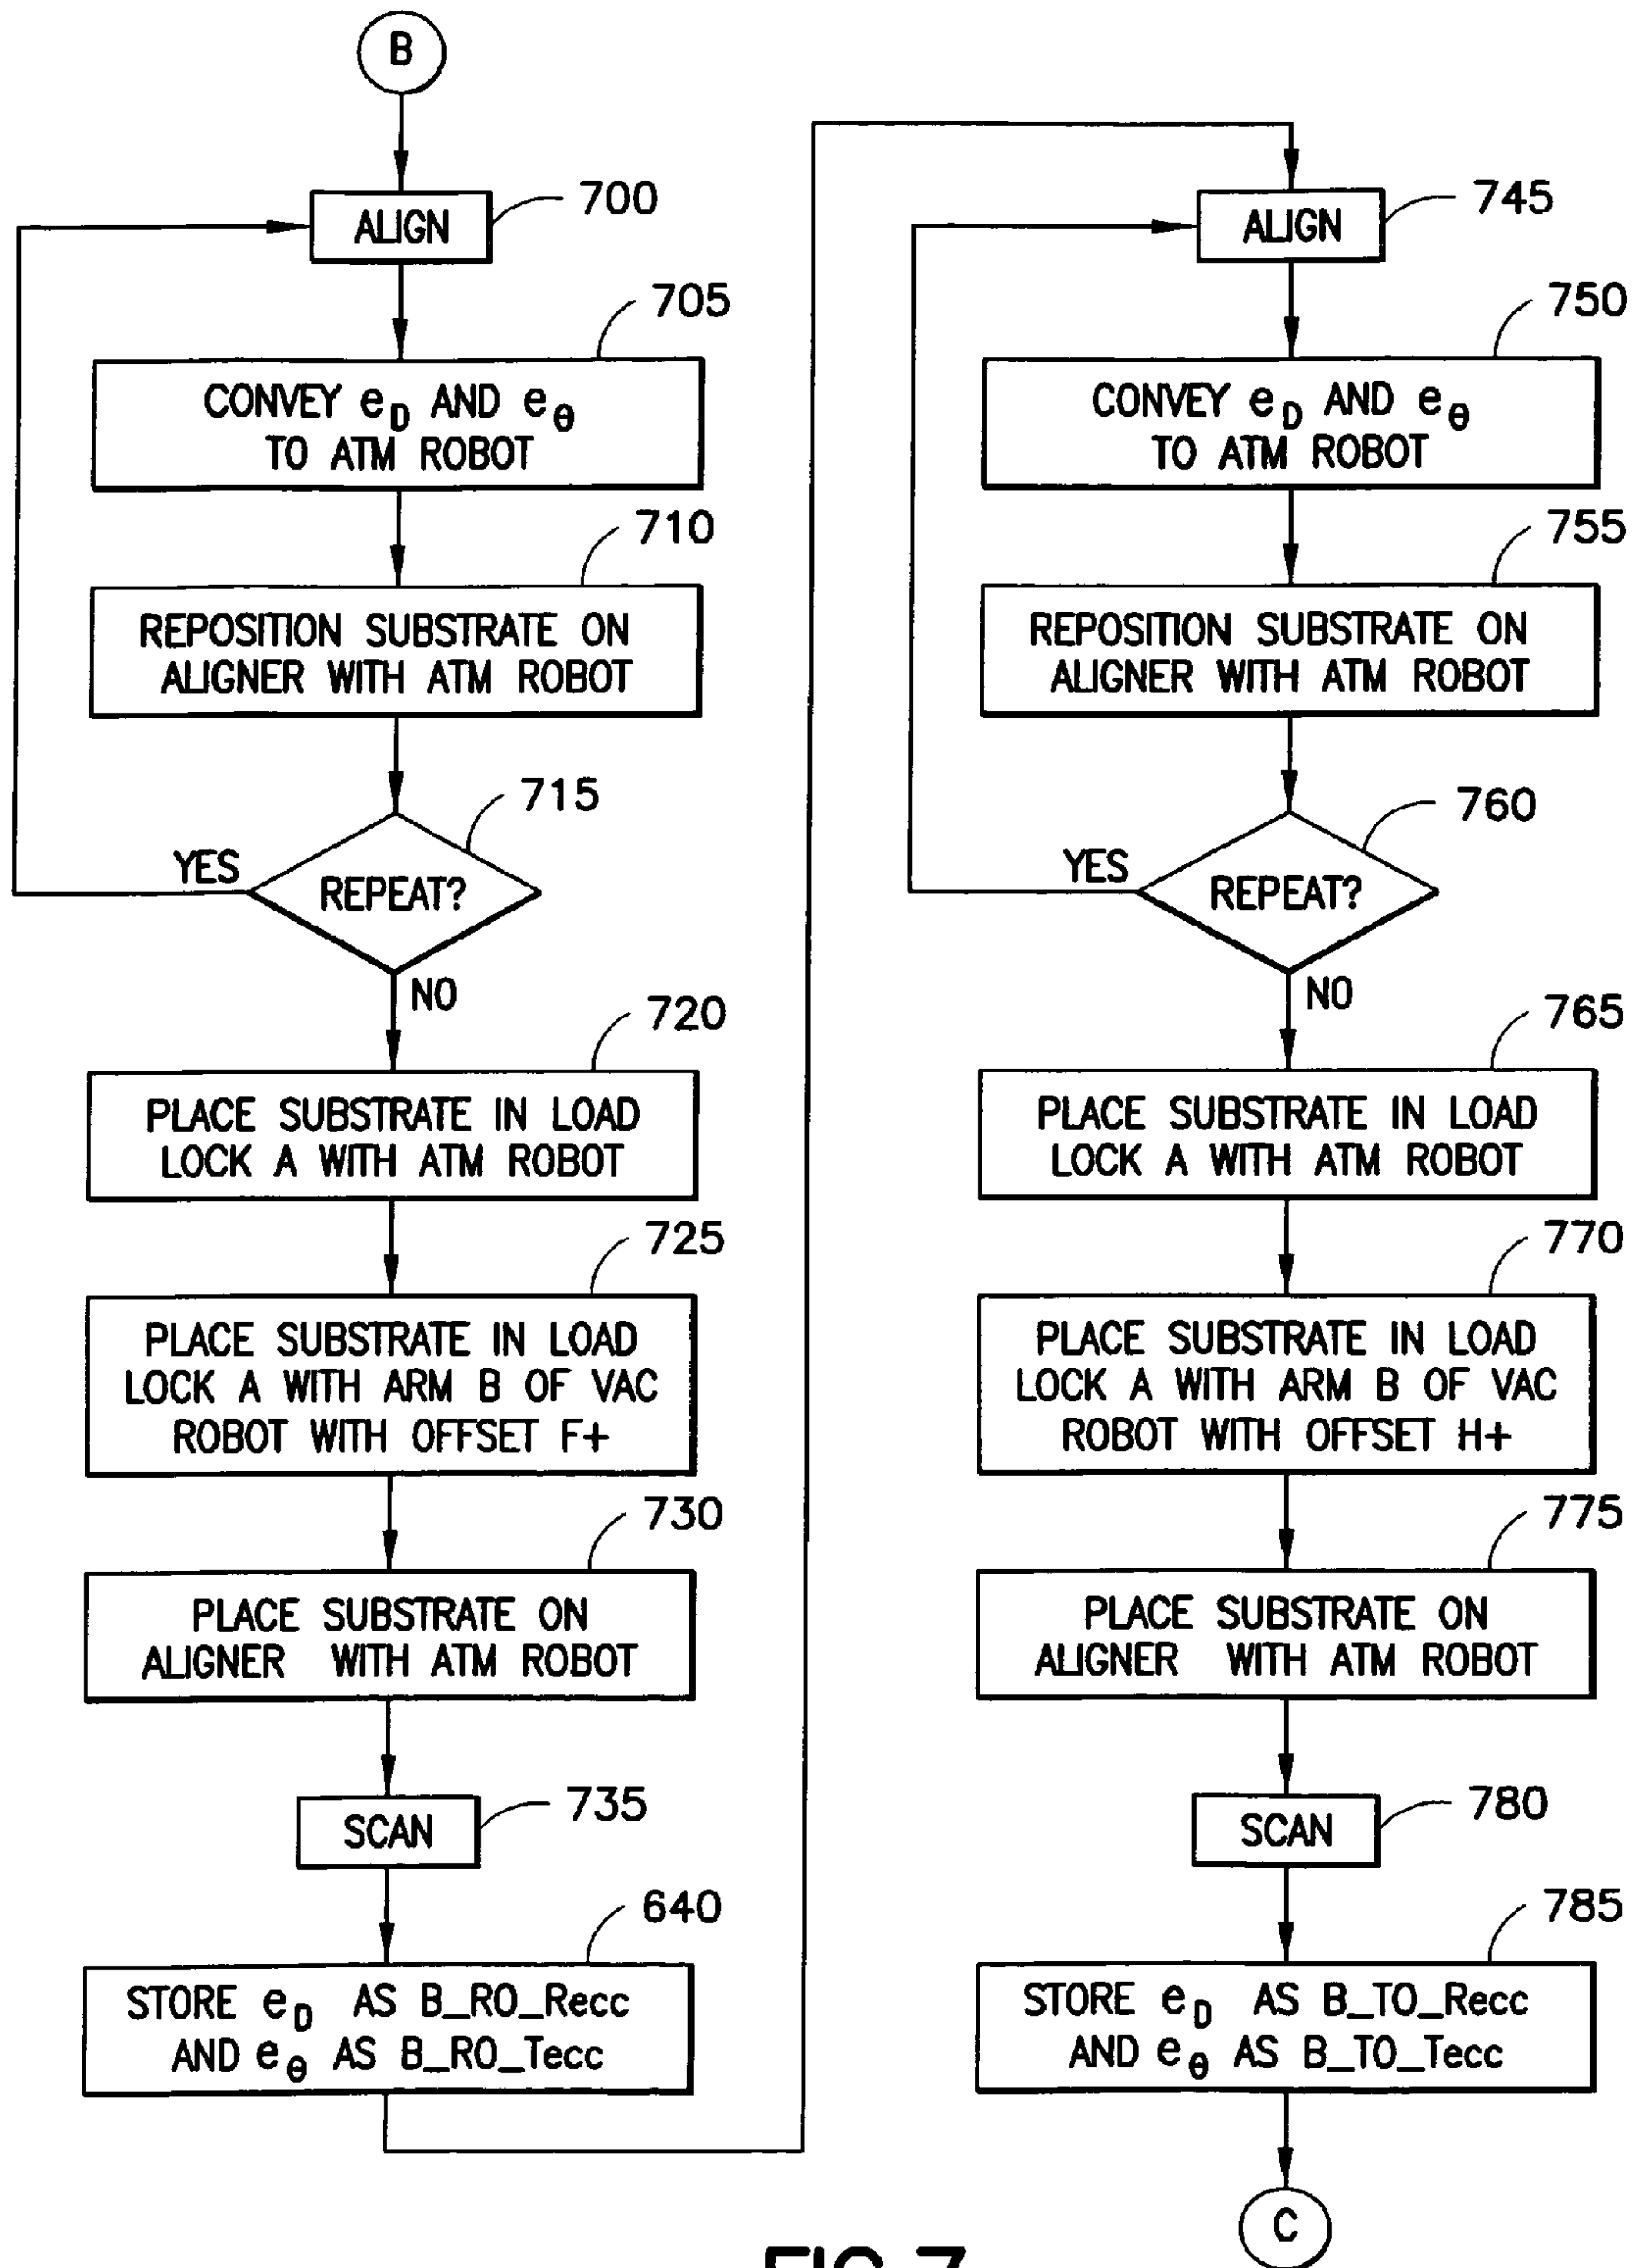 B
ALIGN
700
705
CONVEY e_D AND e_θ
TO ATM ROBOT
710
REPOSITION SUBSTRATE ON
ALIGNER WITH ATM ROBOT
715
YES
REPEAT?
NO
720
PLACE SUBSTRATE IN LOAD
LOCK A WITH ATM ROBOT
725
PLACE SUBSTRATE IN LOAD
LOCK A WITH ARM B OF VAC
ROBOT WITH OFFSET F+
730
PLACE SUBSTRATE ON
ALIGNER WITH ATM ROBOT
735
SCAN
640
STORE e_D AS B_RO_Recc
AND e_θ AS B_RO_Tecc
ALIGN
745
750
CONVEY e_D AND e_θ
TO ATM ROBOT
755
REPOSITION SUBSTRATE ON
ALIGNER WITH ATM ROBOT
760
YES
REPEAT?
NO
765
PLACE SUBSTRATE IN LOAD
LOCK A WITH ATM ROBOT
770
PLACE SUBSTRATE IN LOAD
LOCK A WITH ARM B OF VAC
ROBOT WITH OFFSET H+
775
PLACE SUBSTRATE ON
ALIGNER WITH ATM ROBOT
780
SCAN
785
STORE e_D AS B_TO_Recc
AND e_θ AS B_TO_Tecc
C
FIG.7